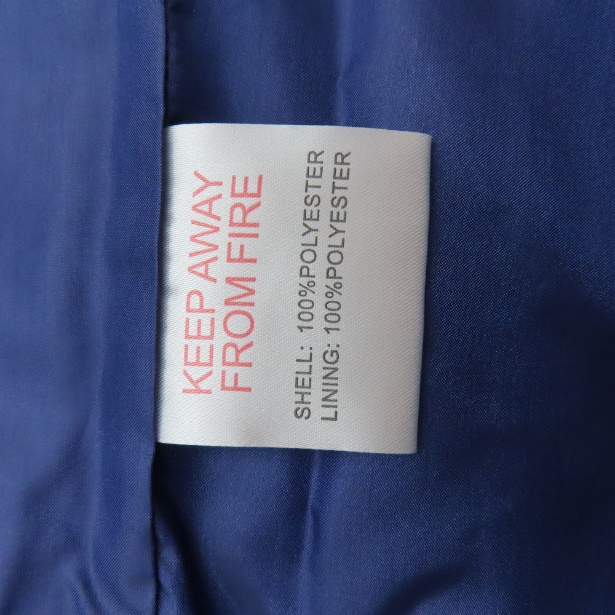 KEEP AWAY
FROM FIRE
SHELL: 100%POLYESTER
LINING: 100%POLYESTER